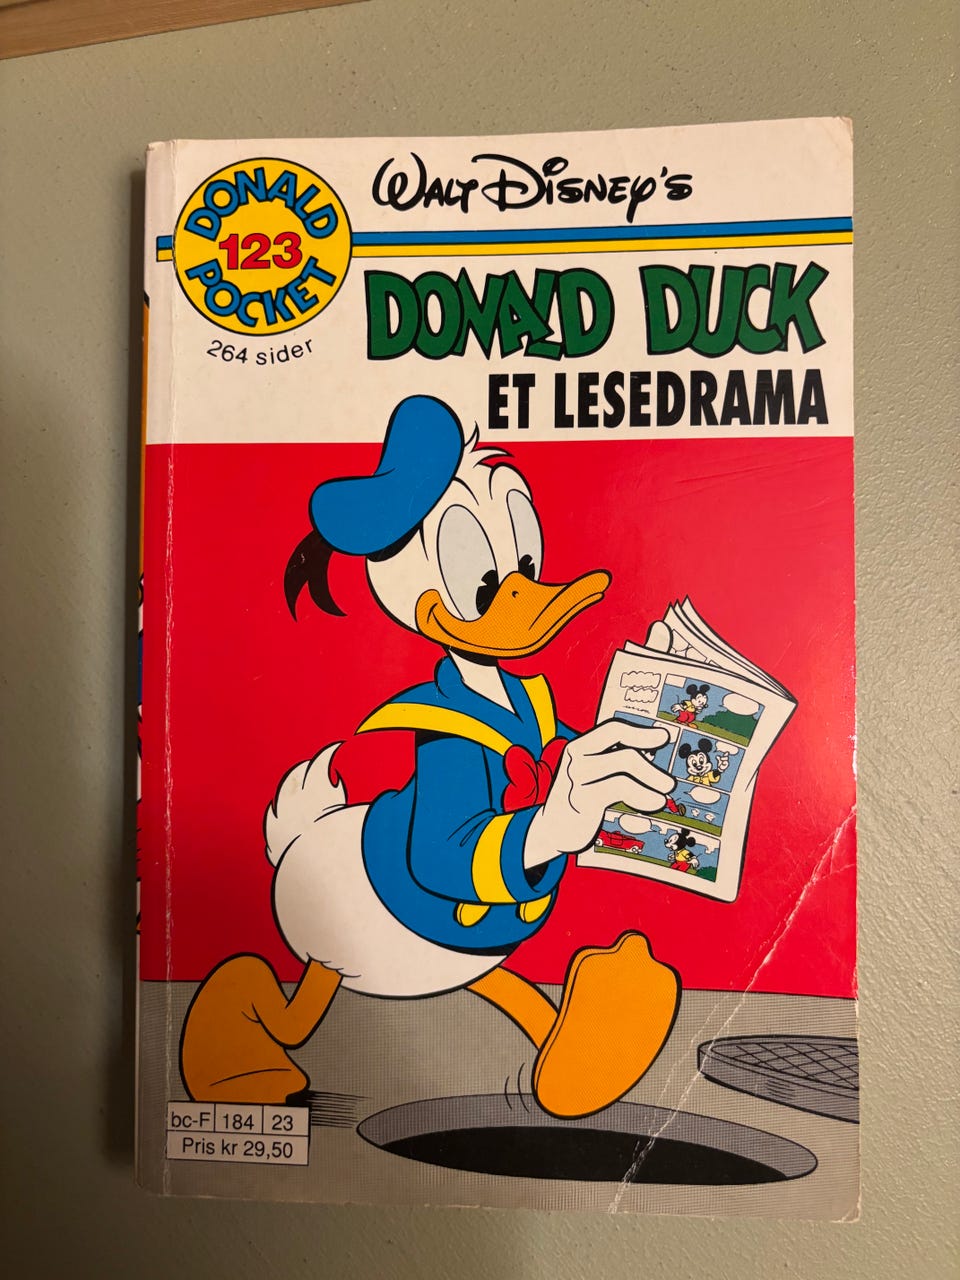 DONALD
123
POCKET
264 sider
WALT DISNEY'S
DONALD DUCK
ET LESEDRAMA
bc-F 184 23
Pris kr 29,50